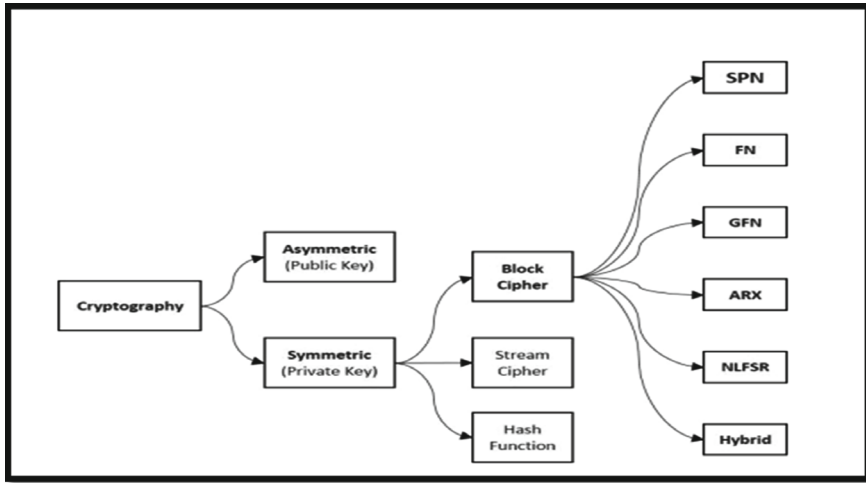 Cryptography
Asymmetric
(Public Key)
Symmetric
(Private Key)
Block
Cipher
Stream
Cipher
Hash
Function
SPN
FN
GFN
ARX
NLFSR
Hybrid